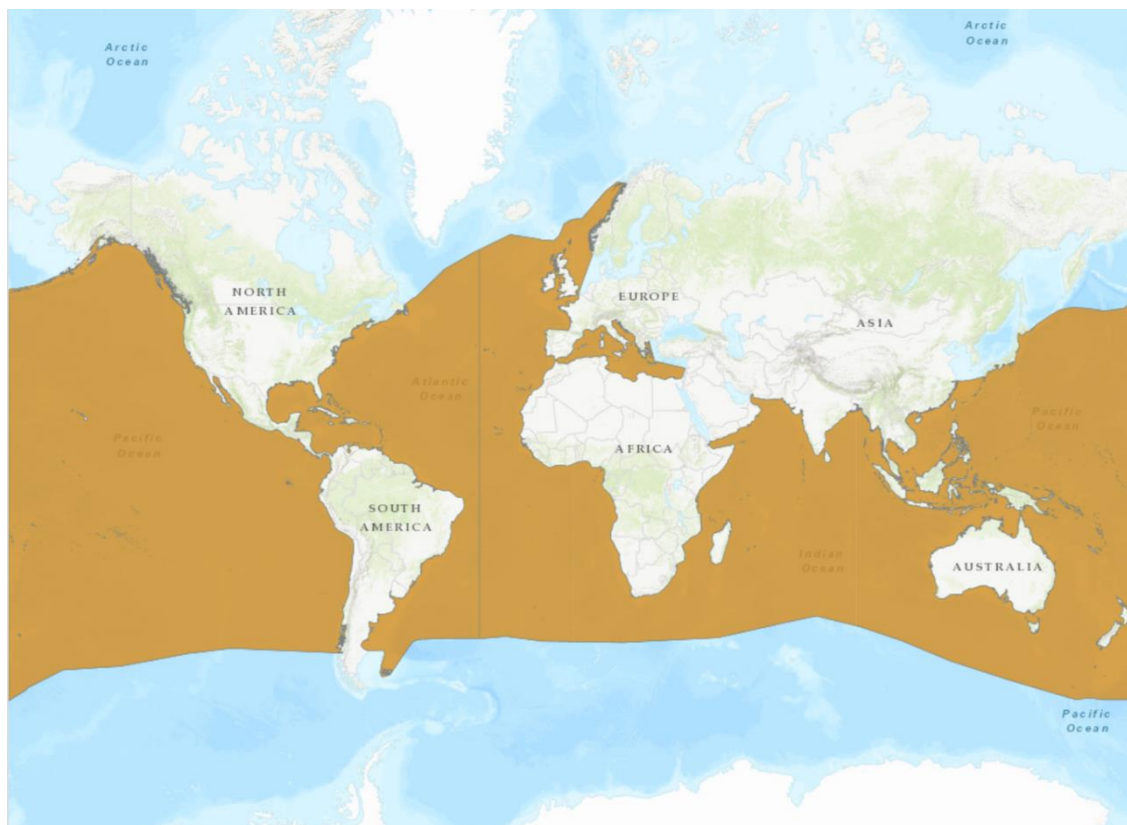 Arctic
Ocean
Arctic
Ocean
NORTH
AMERICA
EUROPE
ASIA
Atlantic
Ocean
Pacific
Ocean
Pacific
Ocean
AFRICA
SOUTH
AMERICA
Indian
Ocean
AUSTRALIA
Pacific
Ocean